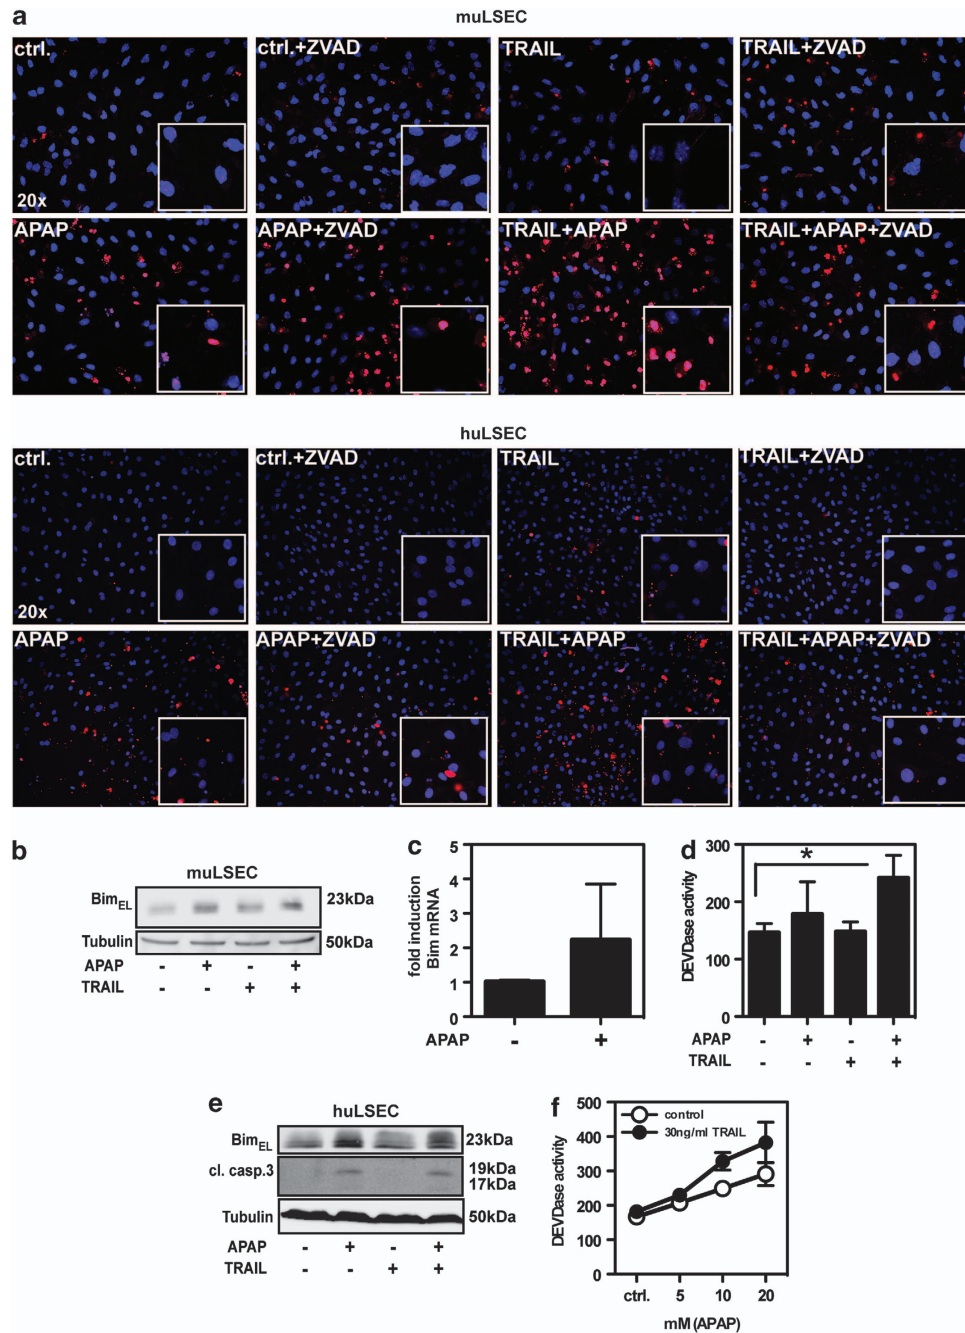 a
muLSEC
ctrl.
ctrl.+ZVAD
TRAIL
TRAIL+ZVAD
20x
APAP
APAP+ZVAD
TRAIL+APAP
TRAIL+APAP+ZVAD
huLSEC
ctrl.
ctrl.+ZVAD
TRAIL
TRAIL+ZVAD
20x
APAP
APAP+ZVAD
TRAIL+APAP
TRAIL+APAP+ZVAD
b
muLSEC
BimEL
23kDa
Tubulin
50kDa
APAP - + - +
TRAIL - - + +
c
fold induction
Bim mRNA
5
4
3
2
1
0
APAP - +
d
DEVDase activity
300
200
100
0
*
APAP - + - +
TRAIL - - + +
e
huLSEC
BimEL
23kDa
cl. casp.3
19kDa
17kDa
Tubulin
50kDa
APAP - + - +
TRAIL - - + +
f
DEVDase activity
500
400
300
200
100
0
control
30ng/ml TRAIL
ctrl. 5 10 20
mM (APAP)